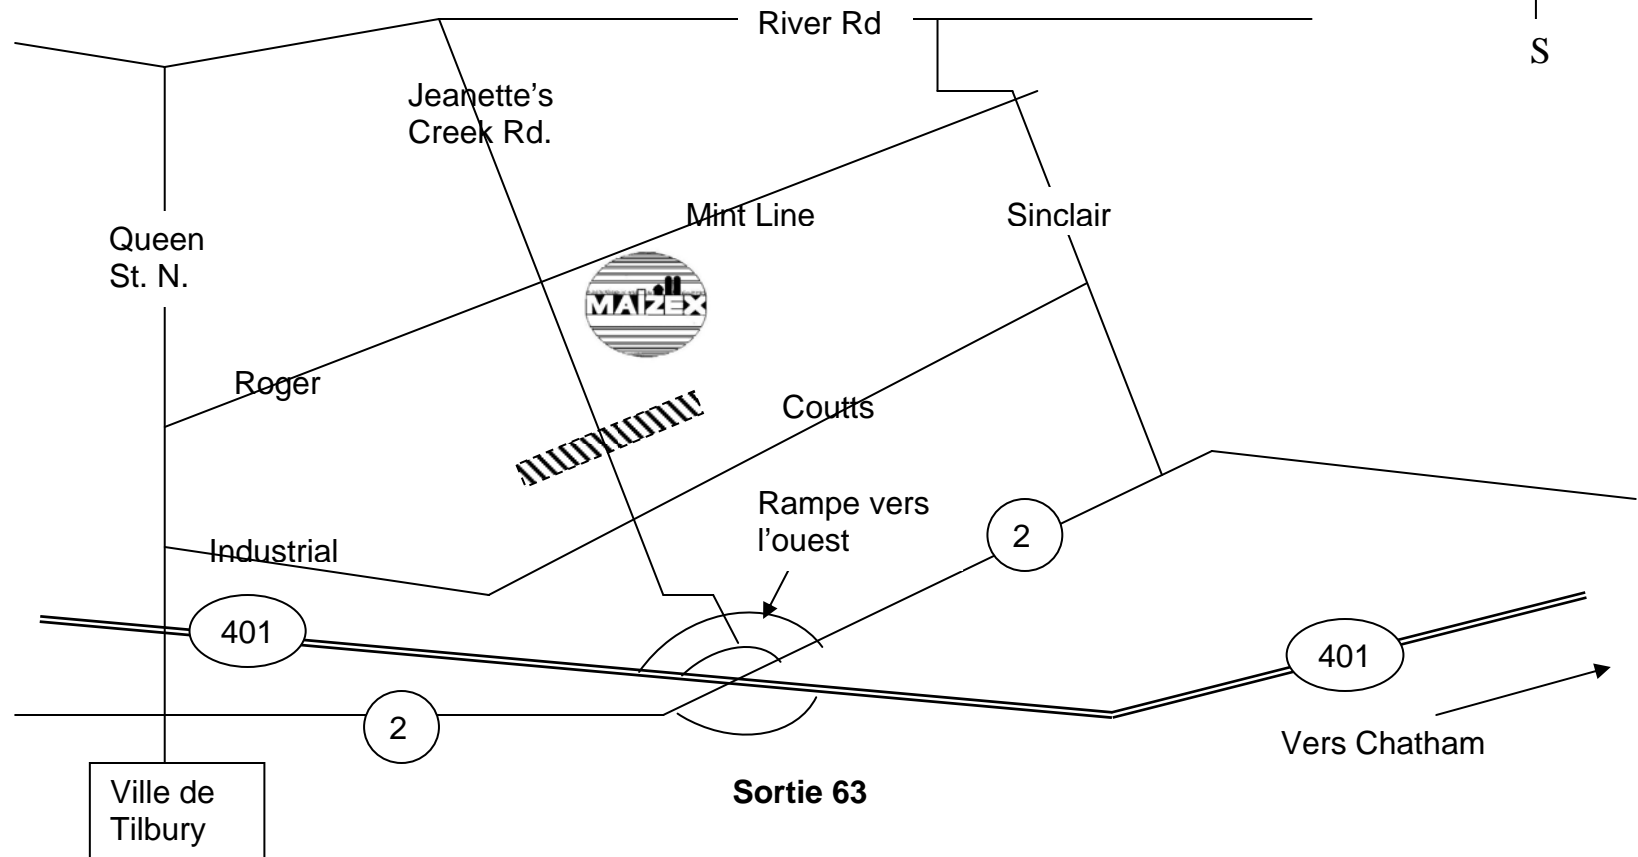 River Rd
S
Jeanette’s
Creek Rd.
Mint Line
Sinclair
Queen
St. N.
MAIZEX
Roger
Coutts
Rampe vers
l’ouest
2
Industrial
401
401
2
Vers Chatham
Sortie 63
Ville de
Tilbury